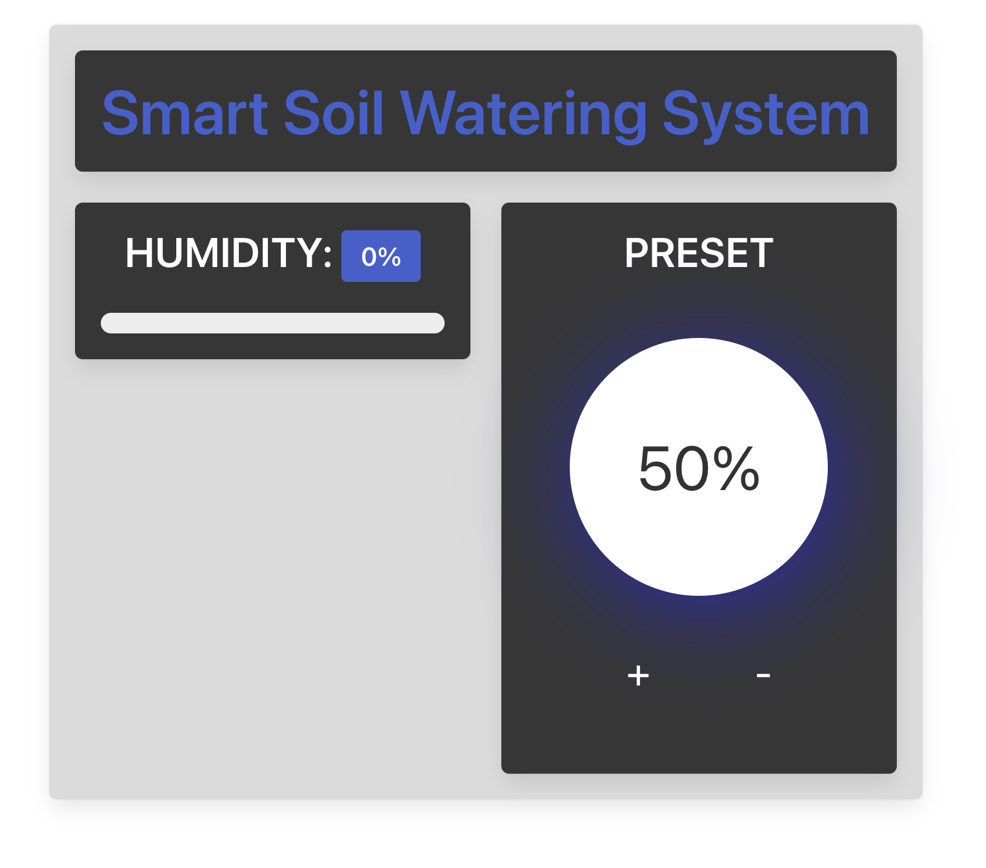 Smart Soil Watering System
HUMIDITY: 0%
PRESET
50%
+ -